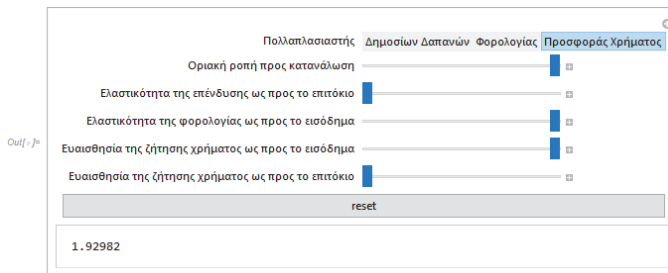 Πολλαπλασιαστής Δημοσίων Δαπανών Φορολογίας Προσφοράς Χρήματος
Οριακή ροπή προς κατανάλωση
Ελαστικότητα της επένδυσης ως προς το επιτόκιο
Ελαστικότητα της φορολογίας ως προς το εισόδημα
Out[ ]= Ευαισθησία της ζήτησης χρήματος ως προς το εισόδημα
Ευαισθησία της ζήτησης χρήματος ως προς το επιτόκιο
reset
1.92982